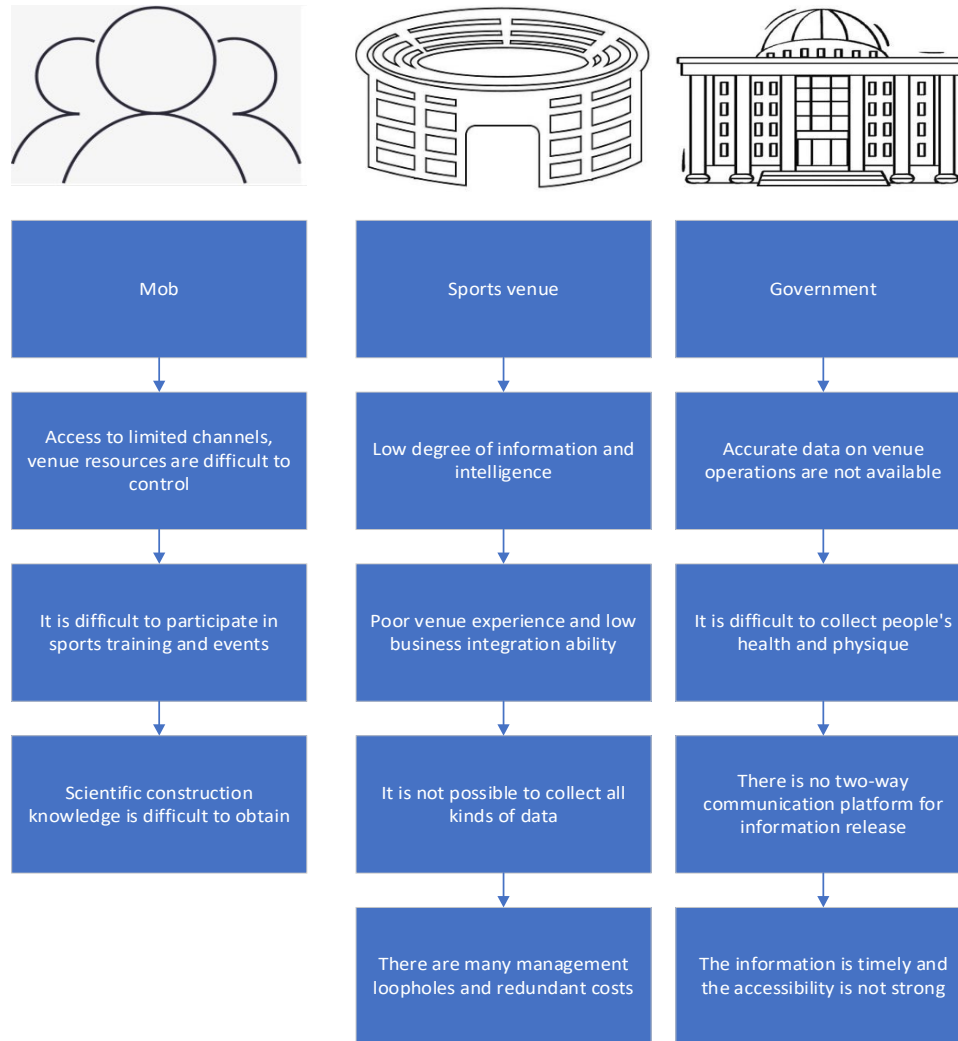 Mob
Access to limited channels,
venue resources are difficult to
control
It is difficult to participate in
sports training and events
Scientific construction
knowledge is difficult to obtain
Sports venue
Low degree of information and
intelligence
Poor venue experience and low
business integration ability
It is not possible to collect all
kinds of data
There are many management
loopholes and redundant costs
Government
Accurate data on venue
operations are not available
It is difficult to collect people's
health and physique
There is no two-way
communication platform for
information release
The information is timely and
the accessibility is not strong